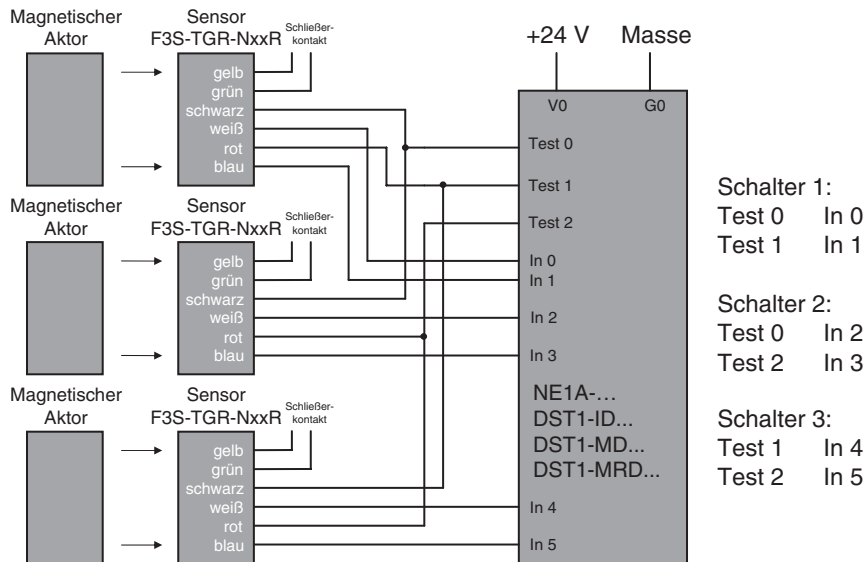 Magnetischer
Aktor
Sensor
F3S-TGR-NxxR
Schließer-
kontakt
gelb
grün
schwarz
weiß
rot
blau
Magnetischer
Aktor
Sensor
F3S-TGR-NxxR
Schließer-
kontakt
gelb
grün
schwarz
weiß
rot
blau
Magnetischer
Aktor
Sensor
F3S-TGR-NxxR
Schließer-
kontakt
gelb
grün
schwarz
weiß
rot
blau
+24 V Masse
V0 G0
Test 0
Test 1
Test 2
In 0
In 1
In 2
In 3
NE1A-...
DST1-ID...
DST1-MD...
DST1-MRD...
In 4
In 5
Schalter 1:
Test 0 In 0
Test 1 In 1
Schalter 2:
Test 0 In 2
Test 2 In 3
Schalter 3:
Test 1 In 4
Test 2 In 5